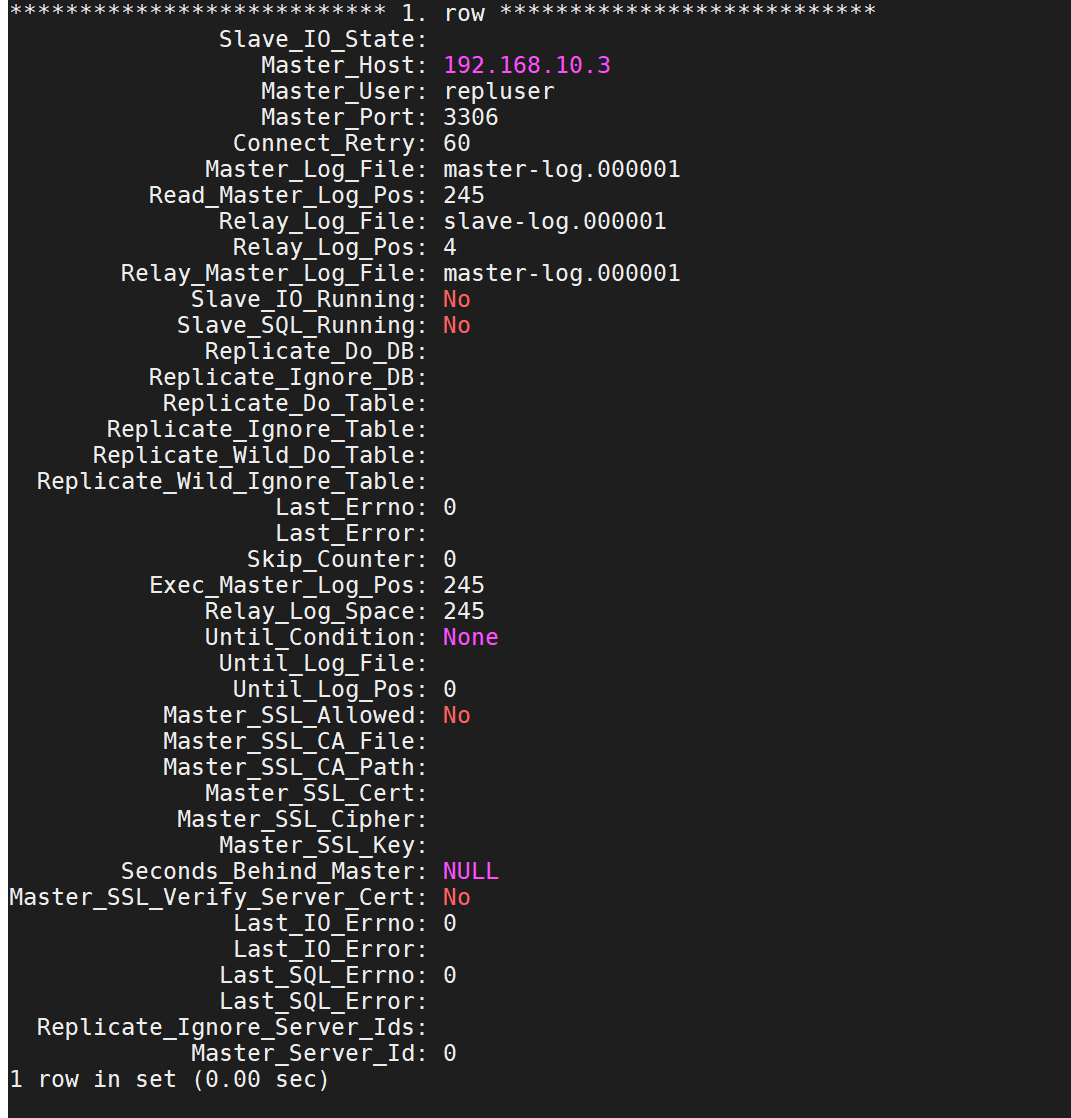 *************************** 1. row ***************************
Slave_IO_State:
Master_Host: 192.168.10.3
Master_User: repluser
Master_Port: 3306
Connect_Retry: 60
Master_Log_File: master-log.000001
Read_Master_Log_Pos: 245
Relay_Log_File: slave-log.000001
Relay_Log_Pos: 4
Relay_Master_Log_File: master-log.000001
Slave_IO_Running: No
Slave_SQL_Running: No
Replicate_Do_DB:
Replicate_Ignore_DB:
Replicate_Do_Table:
Replicate_Ignore_Table:
Replicate_Wild_Do_Table:
Replicate_Wild_Ignore_Table:
Last_Errno: 0
Last_Error:
Skip_Counter: 0
Exec_Master_Log_Pos: 245
Relay_Log_Space: 245
Until_Condition: None
Until_Log_File:
Until_Log_Pos: 0
Master_SSL_Allowed: No
Master_SSL_CA_File:
Master_SSL_CA_Path:
Master_SSL_Cert:
Master_SSL_Cipher:
Master_SSL_Key:
Seconds_Behind_Master: NULL
Master_SSL_Verify_Server_Cert: No
Last_IO_Errno: 0
Last_IO_Error:
Last_SQL_Errno: 0
Last_SQL_Error:
Replicate_Ignore_Server_Ids:
Master_Server_Id: 0
1 row in set (0.00 sec)